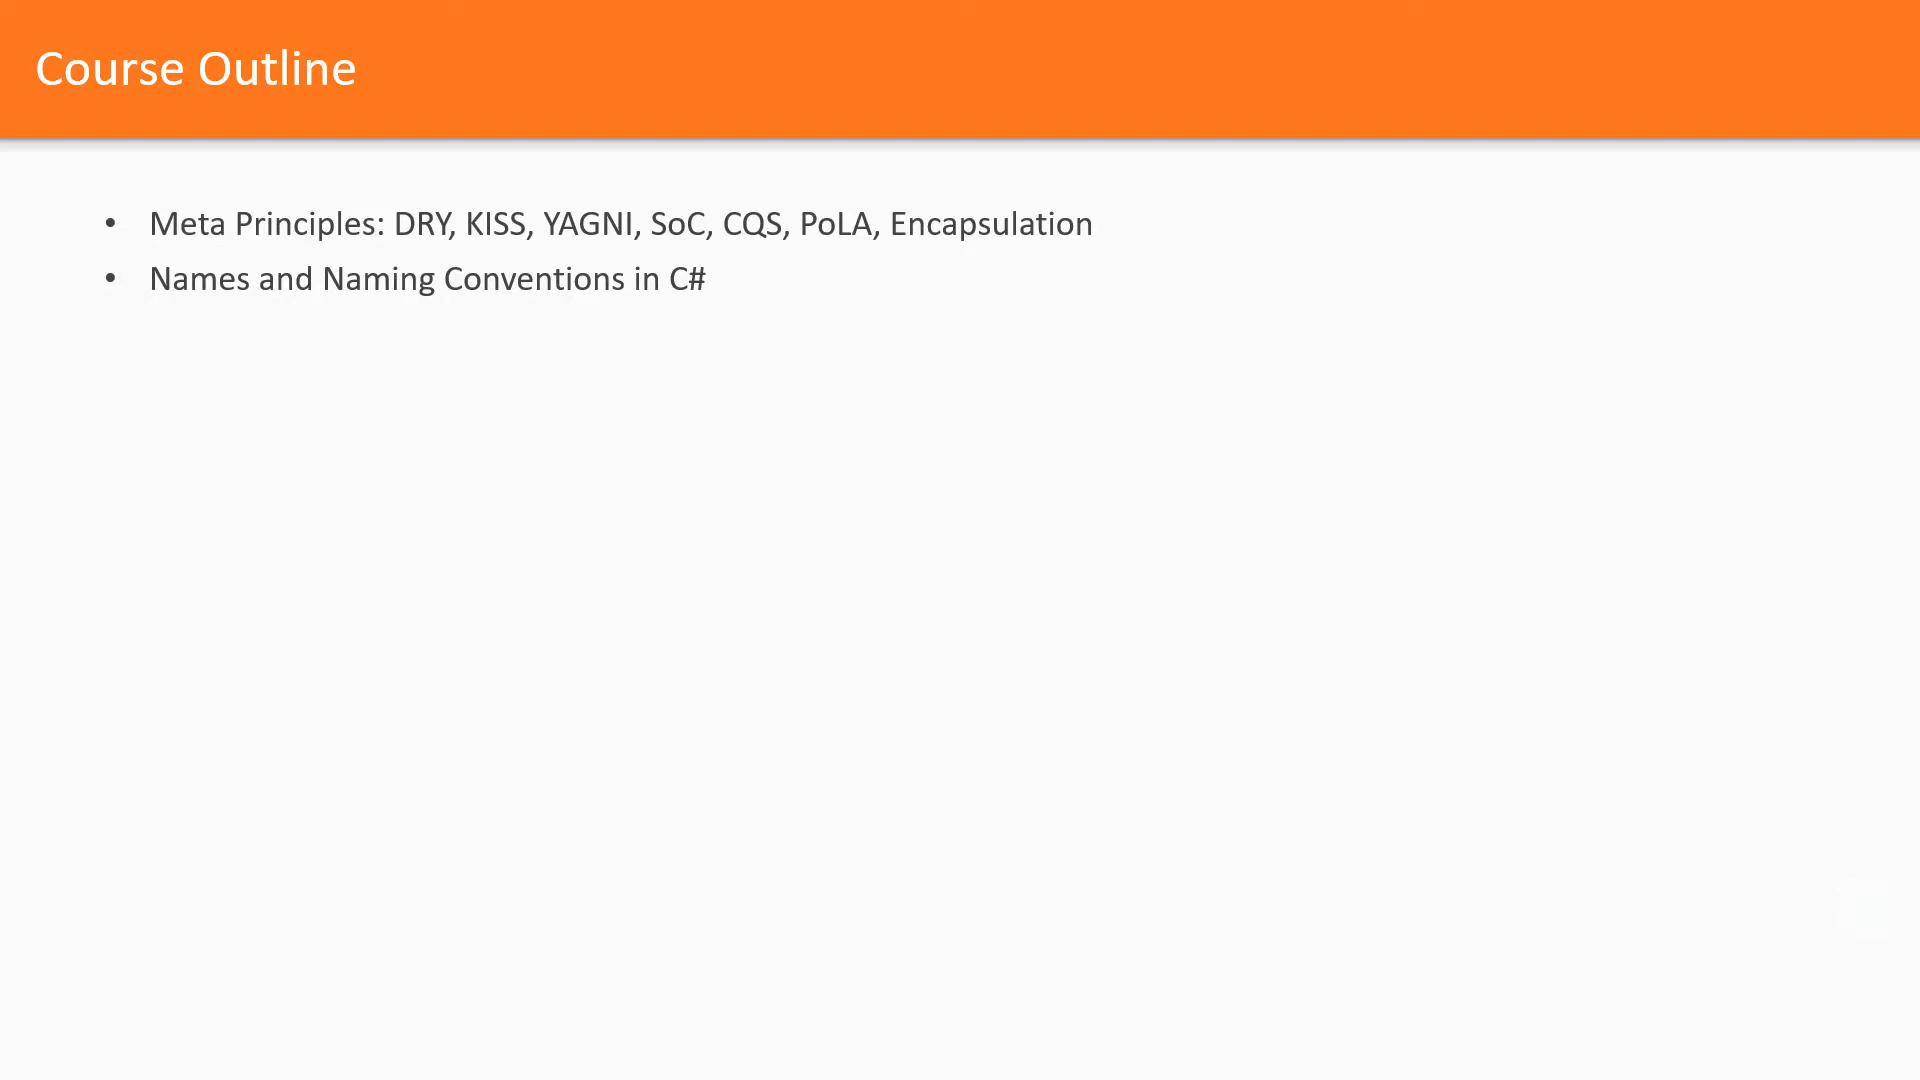 Course Outline
• Meta Principles: DRY, KISS, YAGNI, SoC, CQS, PoLA, Encapsulation
• Names and Naming Conventions in C#